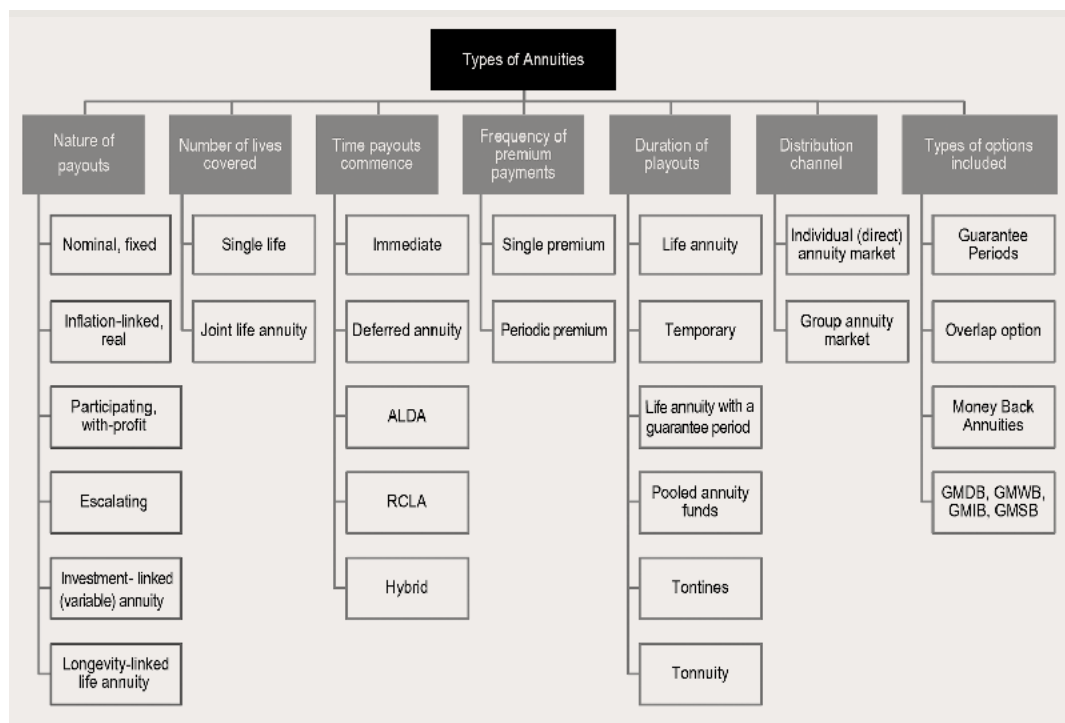 Types of Annuities
Nature of
payouts
Nominal, fixed
Inflation-linked,
real
Participating,
with-profit
Escalating
Investment- linked
(variable) annuity
Longevity-linked
life annuity
Number of lives
covered
Single life
Joint life annuity
Time payouts
commence
Immediate
Deferred annuity
ALDA
RCLA
Hybrid
Frequency of
premium
payments
Single premium
Periodic premium
Duration of
playouts
Life annuity
Temporary
Life annuity with a
guarantee period
Pooled annuity
funds
Tontines
Tonnuity
Distribution
channel
Individual (direct)
annuity market
Group annuity
market
Types of options
included
Guarantee
Periods
Overlap option
Money Back
Annuities
GMDB, GMWB,
GMIB, GMSB